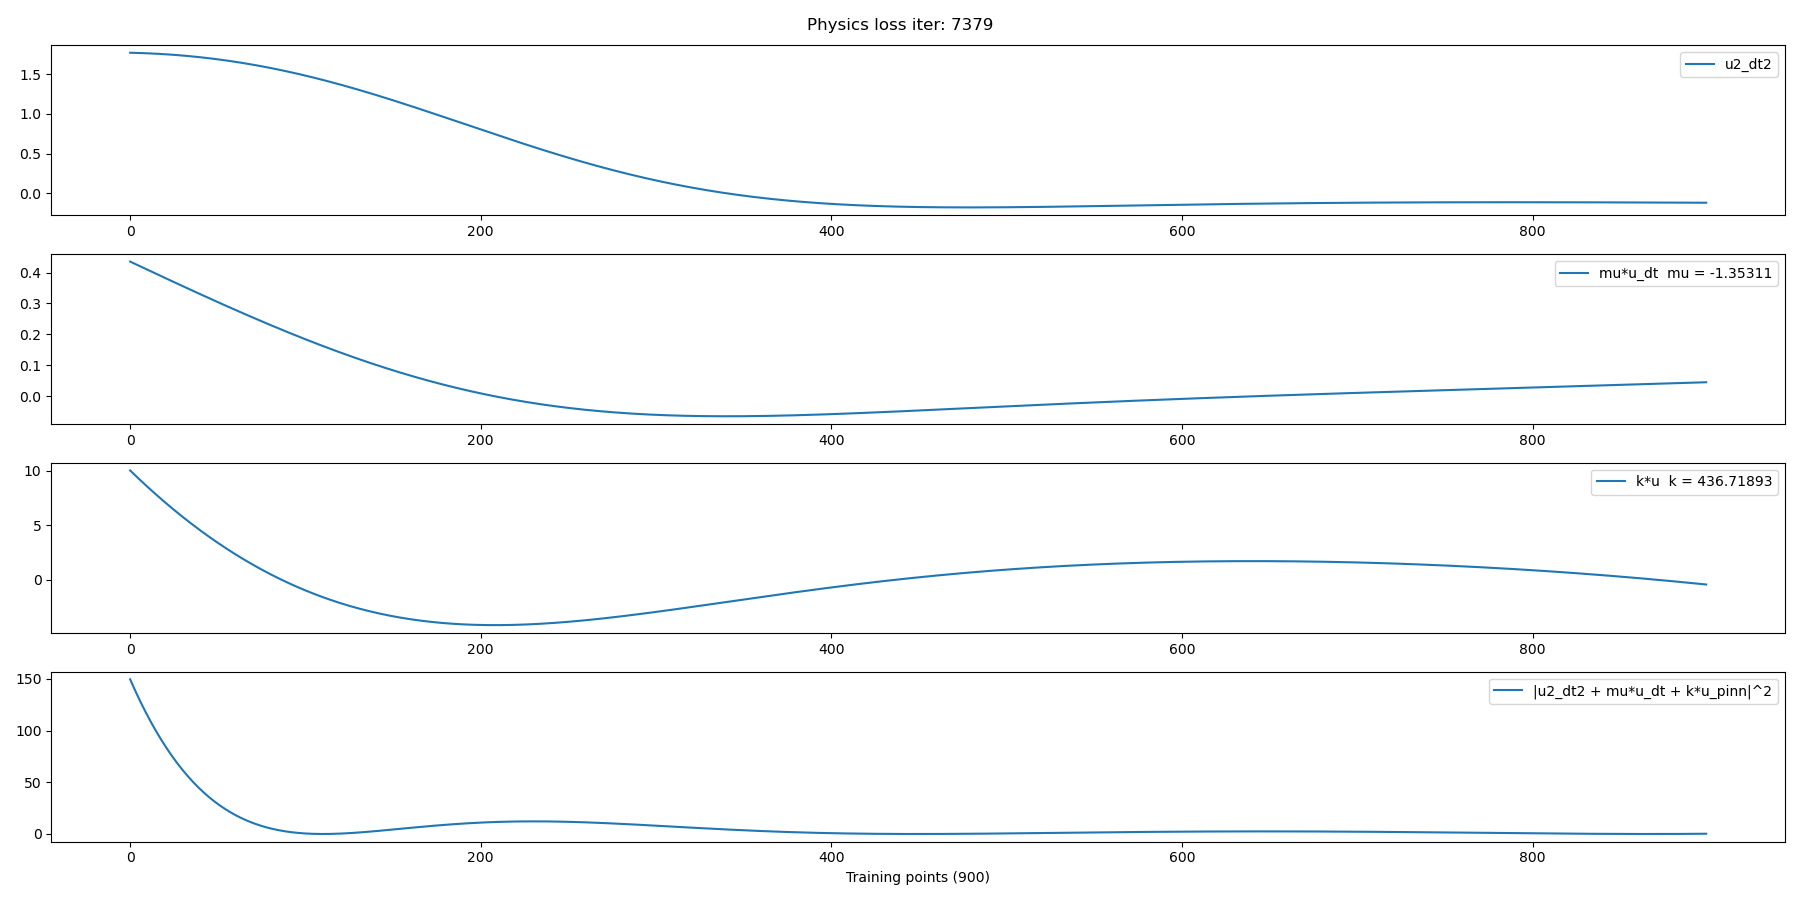 Physics loss iter: 7379
u2_dt2
1.5
1.0
0.5
0.0
0 200 400 600 800
mu*u_dt  mu = -1.35311
0.4
0.3
0.2
0.1
0.0
0 200 400 600 800
k*u  k = 436.71893
10
5
0
0 200 400 600 800
|u2_dt2 + mu*u_dt + k*u_pinn|^2
150
100
50
0
0 200 400 600 800
Training points (900)